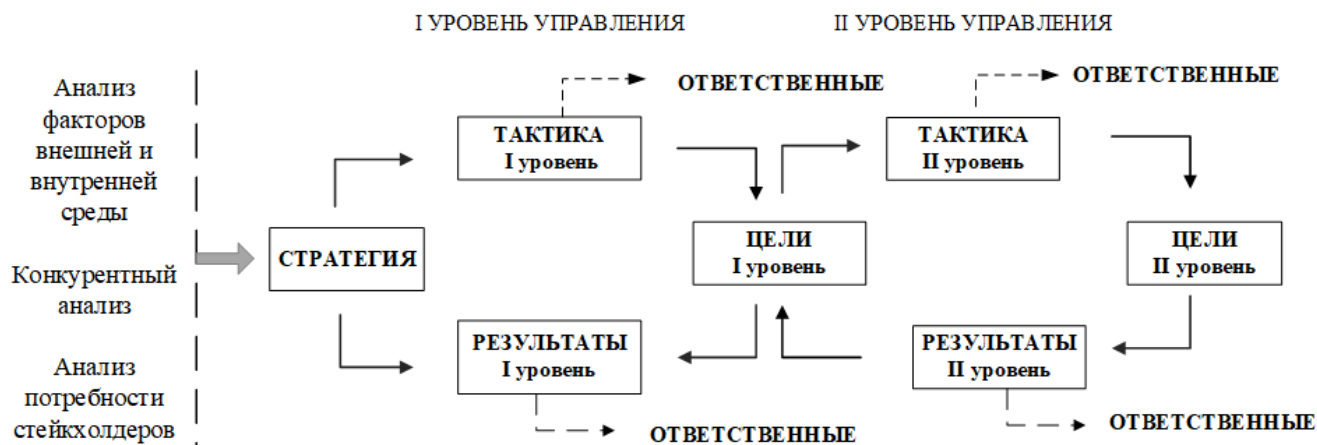 I УРОВЕНЬ УПРАВЛЕНИЯ
II УРОВЕНЬ УПРАВЛЕНИЯ
Анализ
факторов
внешней и
внутренней
среды
Конкурентный
анализ
Анализ
потребности
стейкхолдеров
СТРАТЕГИЯ
ОТВЕТСТВЕННЫЕ
ТАКТИКА
I уровень
ЦЕЛИ
I уровень
РЕЗУЛЬТАТЫ
I уровень
ОТВЕТСТВЕННЫЕ
ОТВЕТСТВЕННЫЕ
ТАКТИКА
II уровень
ЦЕЛИ
II уровень
РЕЗУЛЬТАТЫ
II уровень
ОТВЕТСТВЕННЫЕ